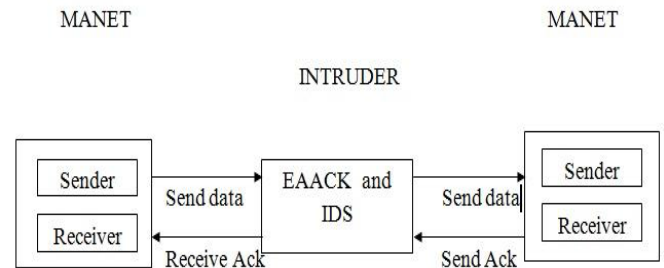 MANET
MANET
INTRUDER
Sender
Receiver
Send data
Receive Ack
EAACK and
IDS
Send data
Send Ack
Sender
Receiver